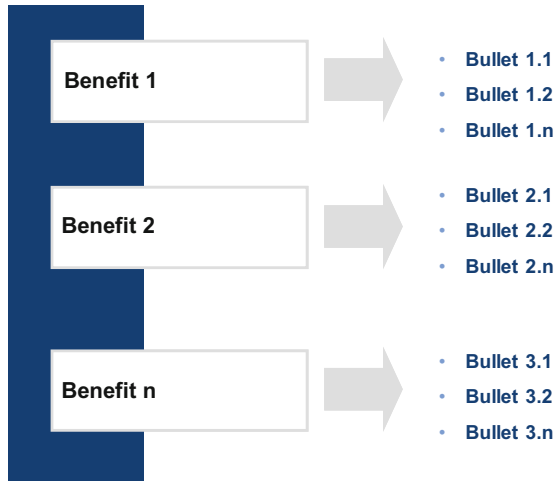 Benefit 1
• Bullet 1.1
• Bullet 1.2
• Bullet 1.n
Benefit 2
• Bullet 2.1
• Bullet 2.2
• Bullet 2.n
Benefit n
• Bullet 3.1
• Bullet 3.2
• Bullet 3.n